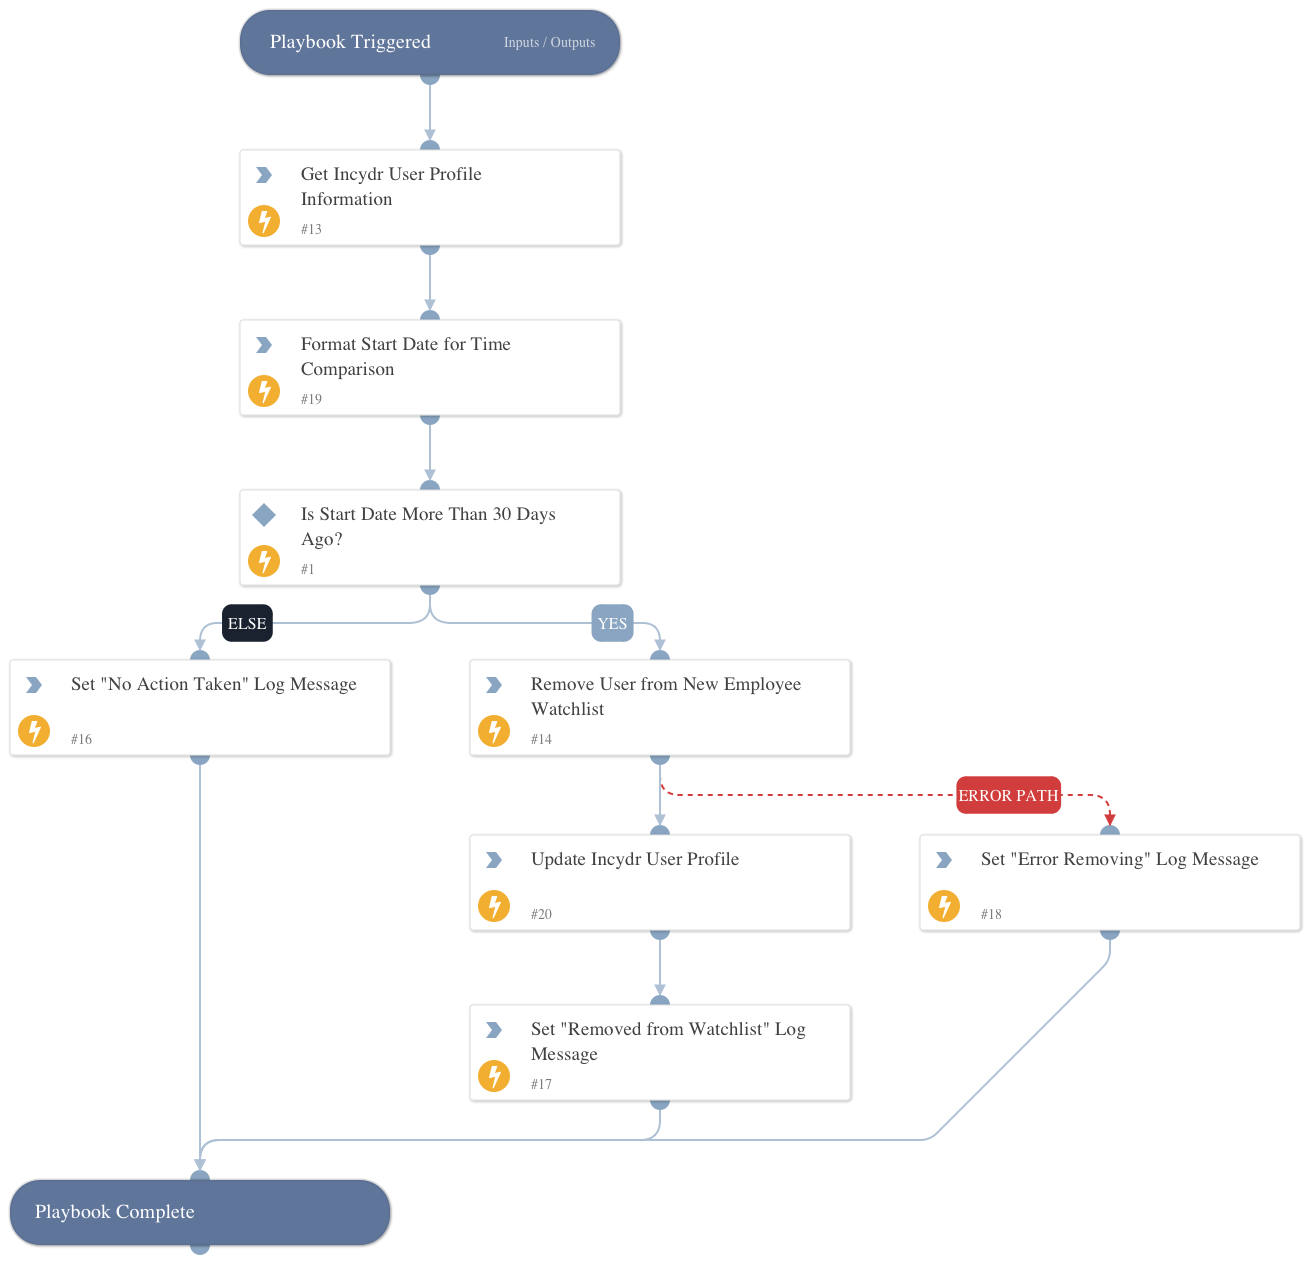 Playbook Triggered
Inputs / Outputs
Get Incydr User Profile
Information
#13
Format Start Date for Time
Comparison
#19
Is Start Date More Than 30 Days
Ago?
#1
ELSE
YES
Set "No Action Taken" Log Message
#16
Remove User from New Employee
Watchlist
#14
ERROR PATH
Update Incydr User Profile
#20
Set "Error Removing" Log Message
#18
Set "Removed from Watchlist" Log
Message
#17
Playbook Complete